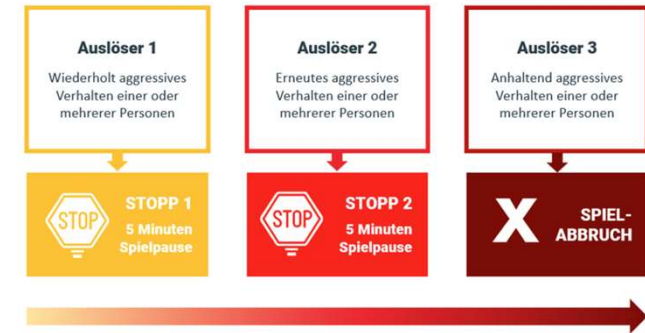 Auslöser 1
Wiederholt aggressives
Verhalten einer oder
mehrerer Personen
STOP
STOPP 1
5 Minuten
Spielpause
Auslöser 2
Erneutes aggressives
Verhalten einer oder
mehrerer Personen
STOP
STOPP 2
5 Minuten
Spielpause
Auslöser 3
Anhaltend aggressives
Verhalten einer oder
mehrerer Personen
X
SPIEL-
ABBRUCH